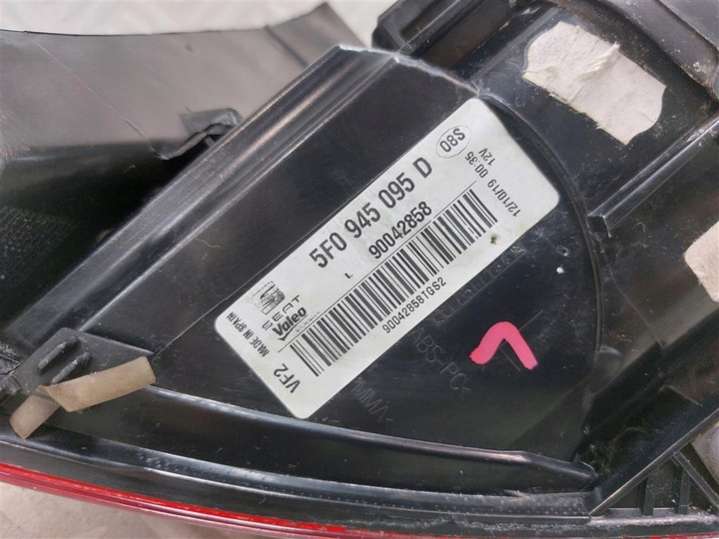 08S
12/10/19 00:35
12V
5F0 945 095 D
L 90042858
90042858TGS2
SEAT
Valeo
MADE IN SPAIN
VF2